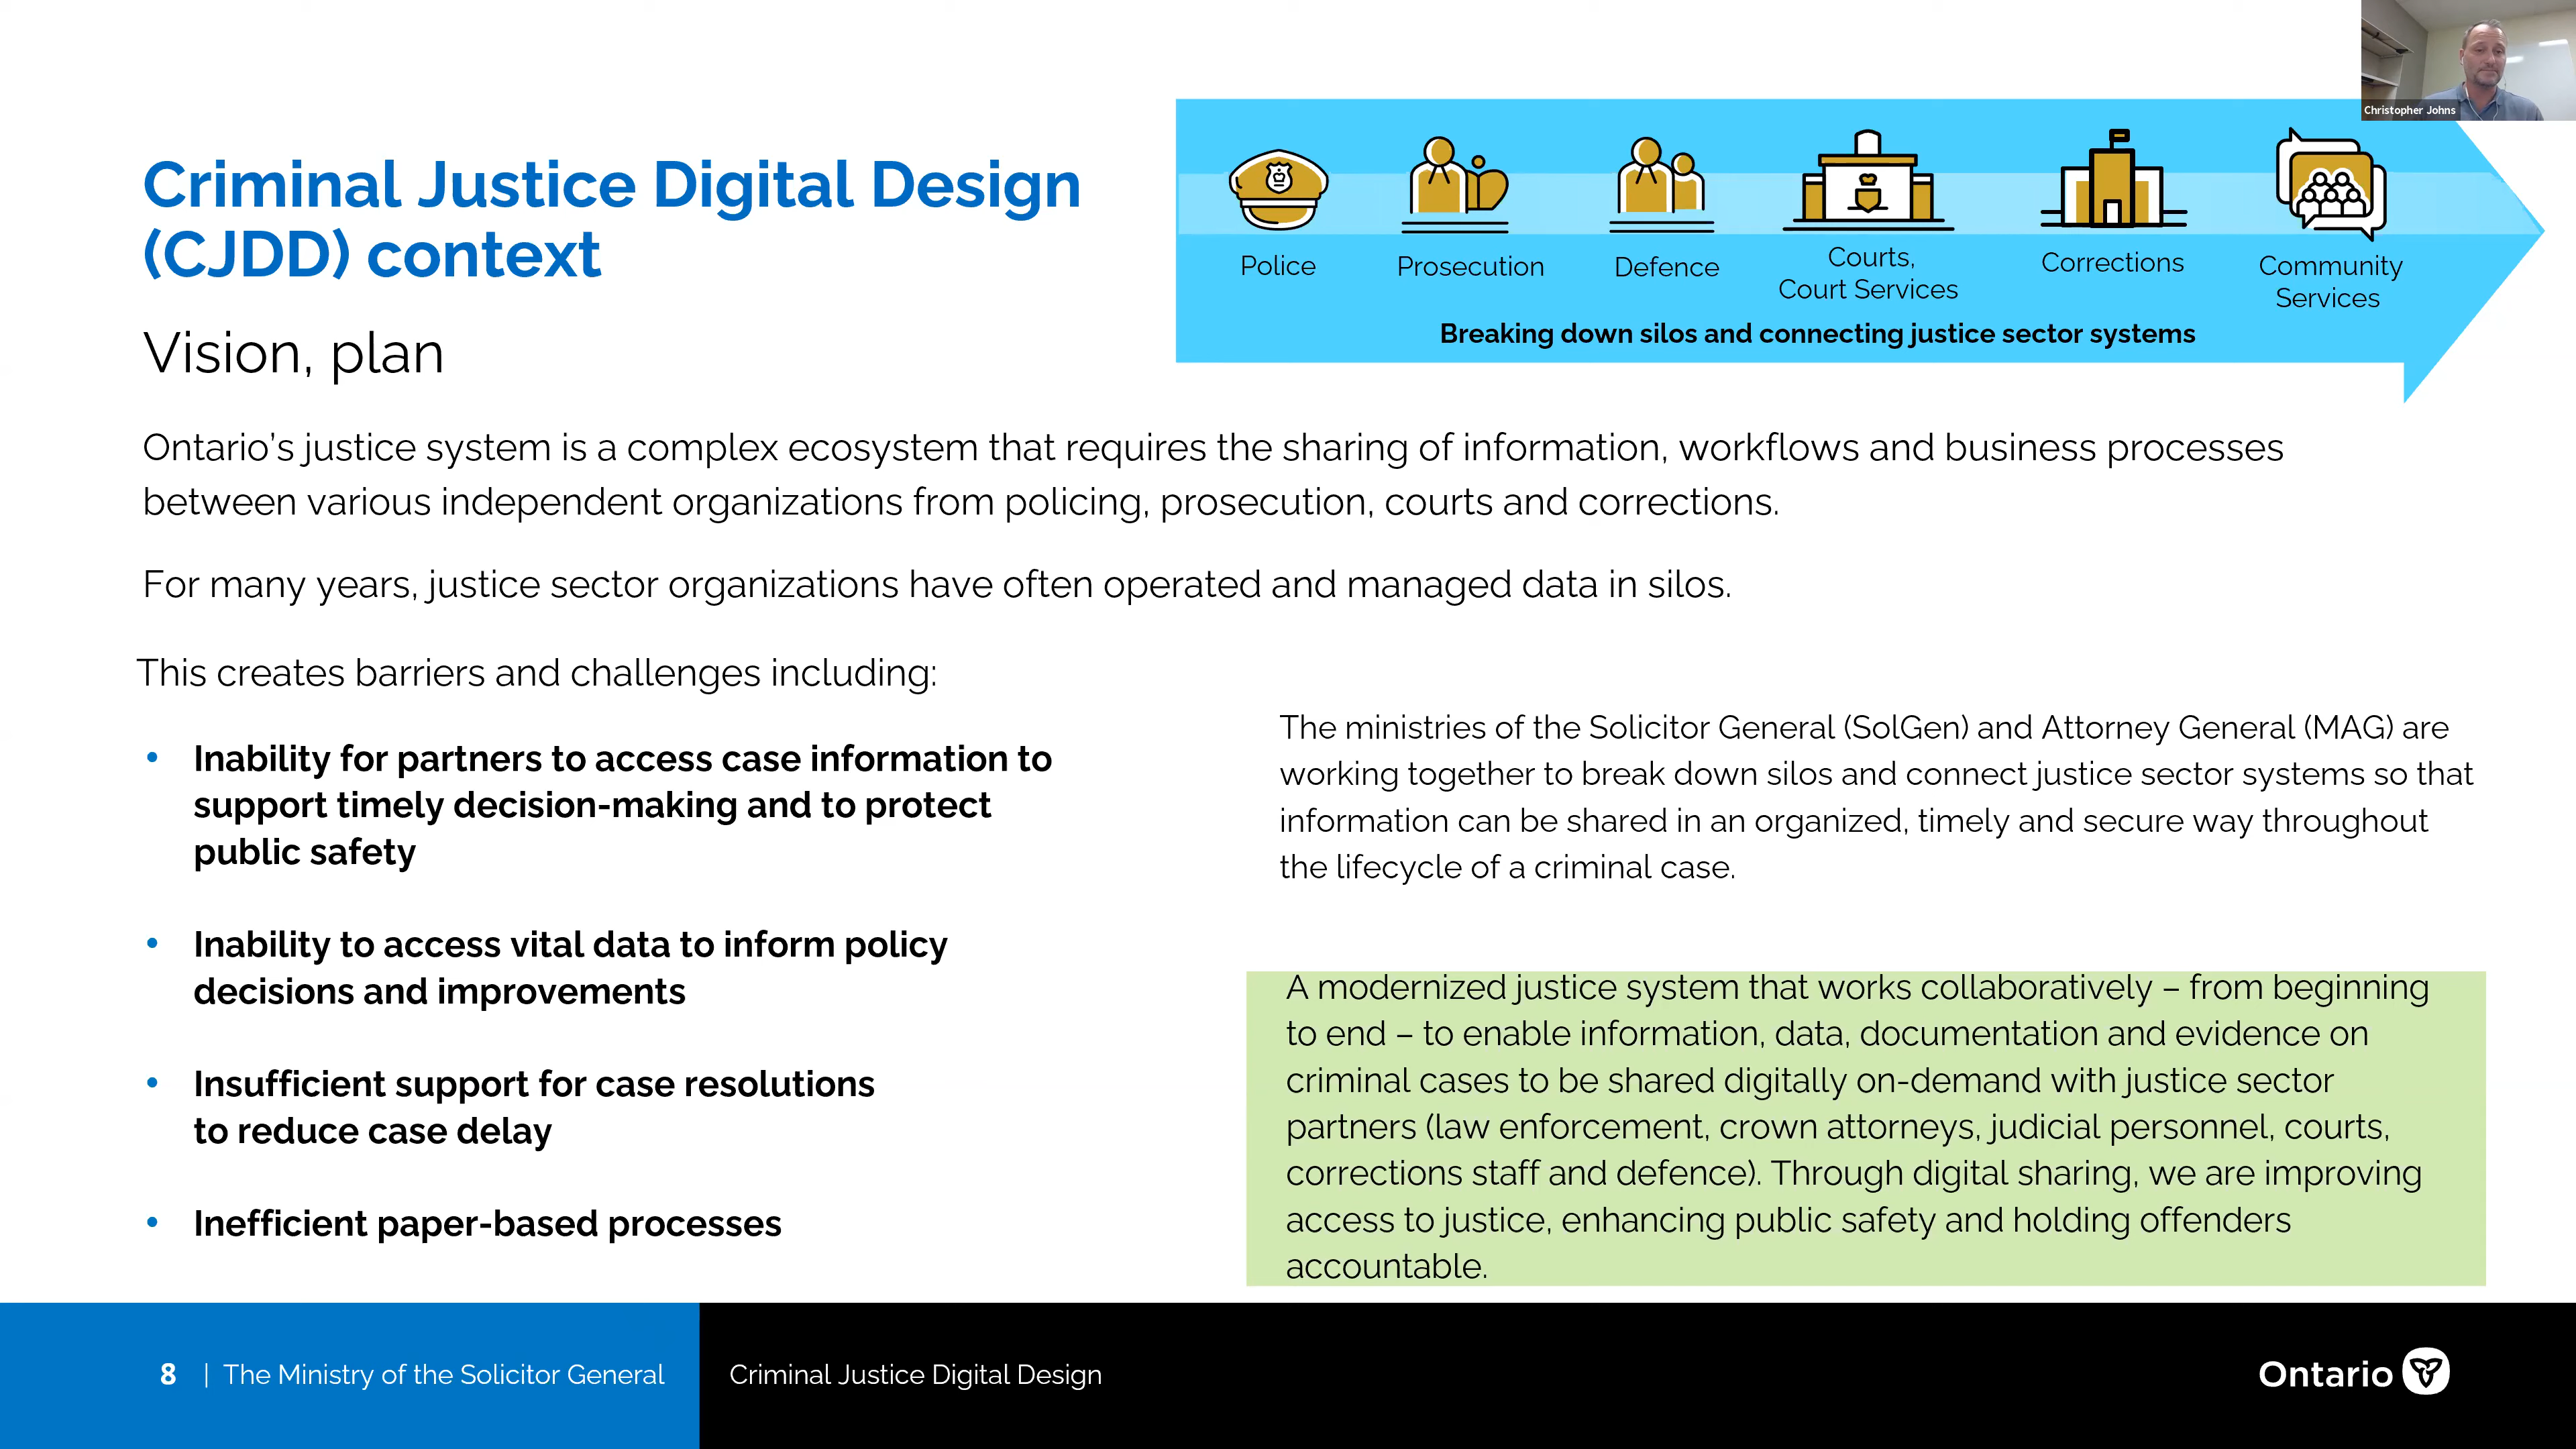 Christopher Johns
Criminal Justice Digital Design
(CJDD) context
Vision, plan
Police
Prosecution
Defence
Courts,
Court Services
Corrections
Community
Services
Breaking down silos and connecting justice sector systems
Ontario's justice system is a complex ecosystem that requires the sharing of information, workflows and business processes
between various independent organizations from policing, prosecution, courts and corrections.
For many years, justice sector organizations have often operated and managed data in silos.
This creates barriers and challenges including:
• Inability for partners to access case information to
support timely decision-making and to protect
public safety
• Inability to access vital data to inform policy
decisions and improvements
• Insufficient support for case resolutions
to reduce case delay
• Inefficient paper-based processes
The ministries of the Solicitor General (SolGen) and Attorney General (MAG) are
working together to break down silos and connect justice sector systems so that
information can be shared in an organized, timely and secure way throughout
the lifecycle of a criminal case.
A modernized justice system that works collaboratively – from beginning
to end – to enable information, data, documentation and evidence on
criminal cases to be shared digitally on-demand with justice sector
partners (law enforcement, crown attorneys, judicial personnel, courts,
corrections staff and defence). Through digital sharing, we are improving
access to justice, enhancing public safety and holding offenders
accountable.
8 | The Ministry of the Solicitor General
Criminal Justice Digital Design
Ontario